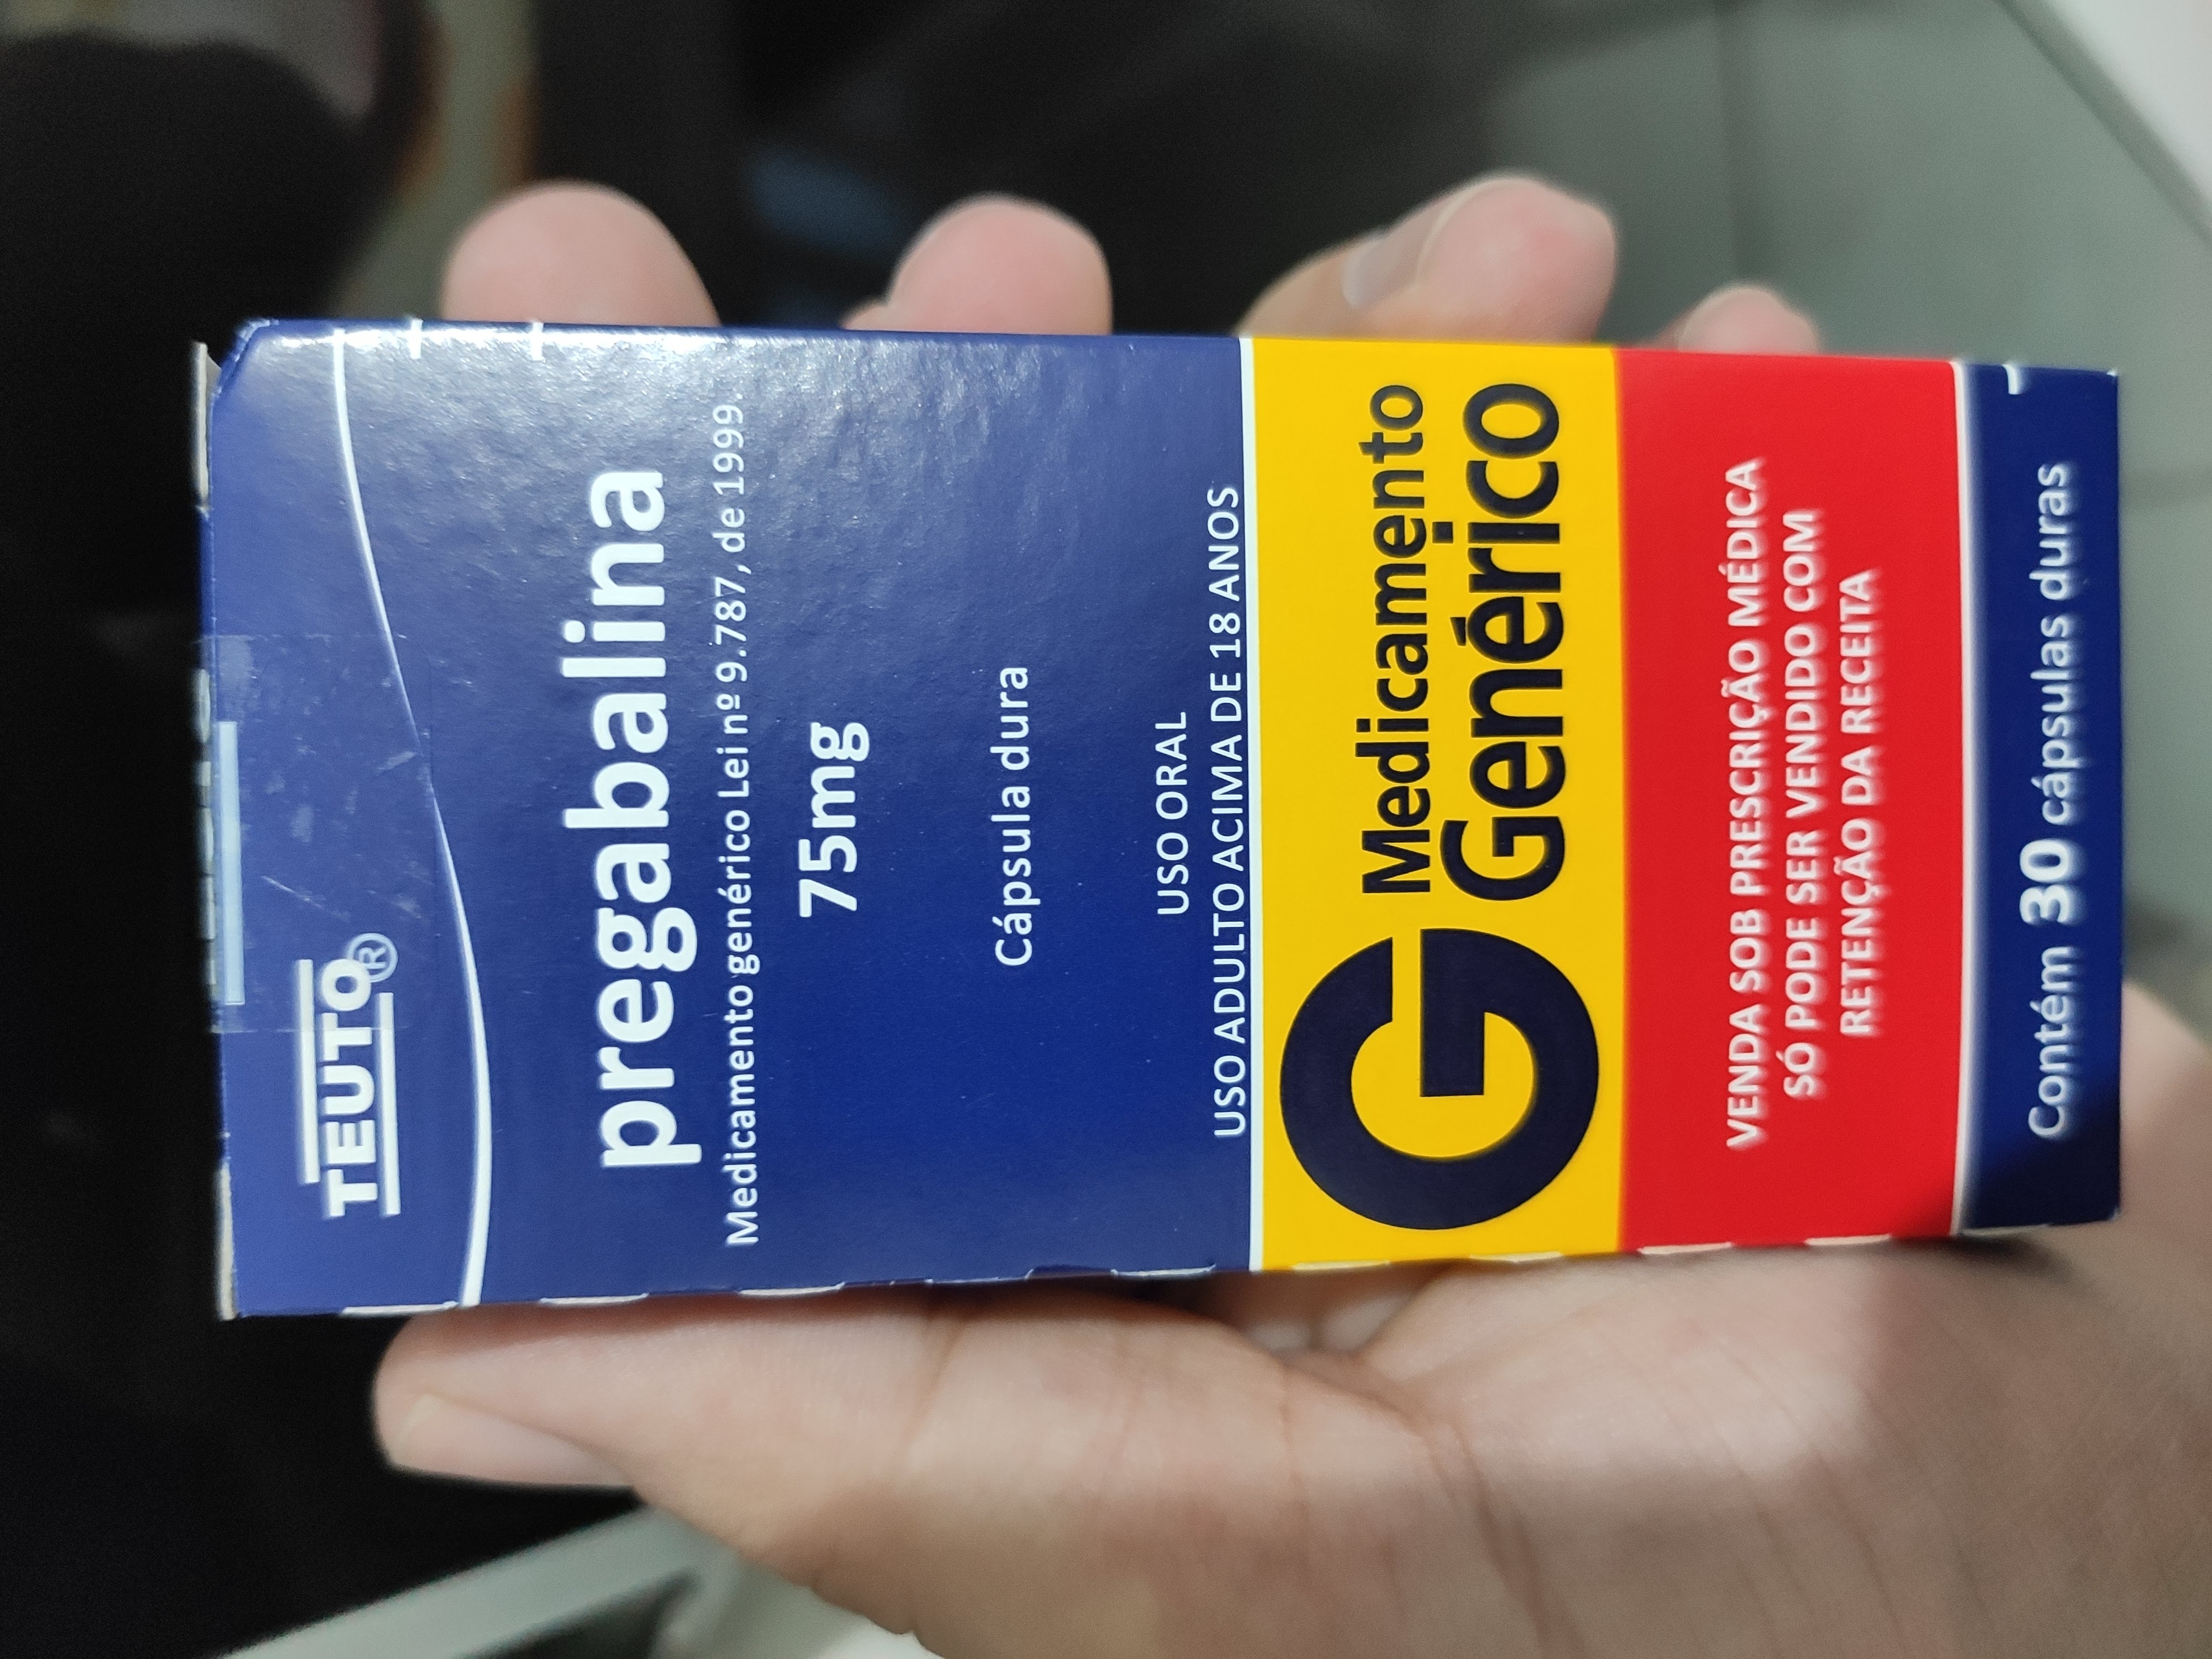 TEUTO®
pregabalina
Medicamento genérico Lei nº 9.787, de 1999.
75mg
Cápsula dura
USO ORAL
USO ADULTO ACIMA DE 18 ANOS
G
Medicamento
Genérico
VENDA SOB PRESCRIÇÃO MÉDICA
SÓ PODE SER VENDIDO COM
RETENÇÃO DA RECEITA
Contém 30 cápsulas duras